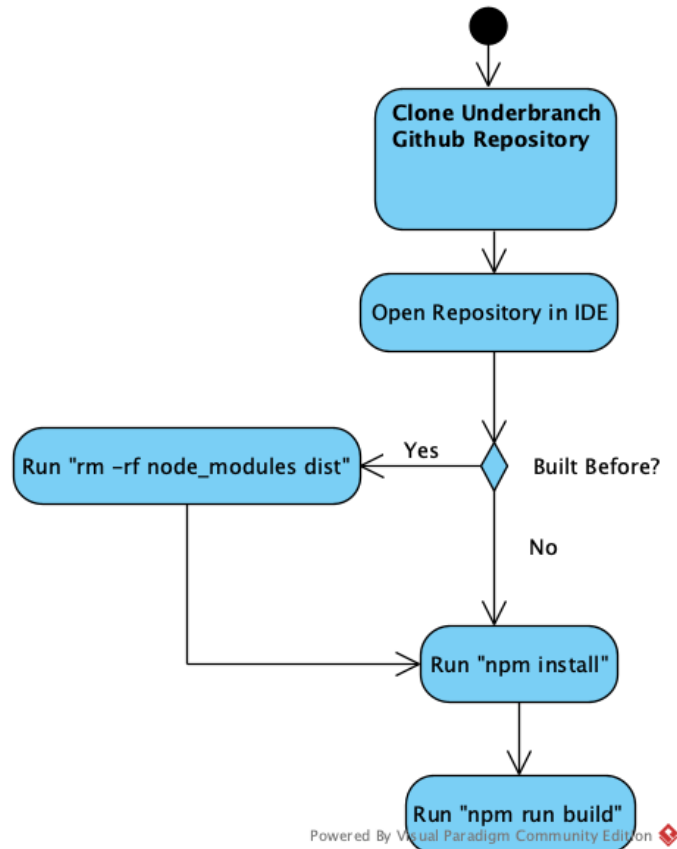 Clone Underbranch
Github Repository
Open Repository in IDE
Built Before?
Yes
Run "rm -rf node_modules dist"
No
Run "npm install"
Run "npm run build"
Powered By Visual Paradigm Community Edition